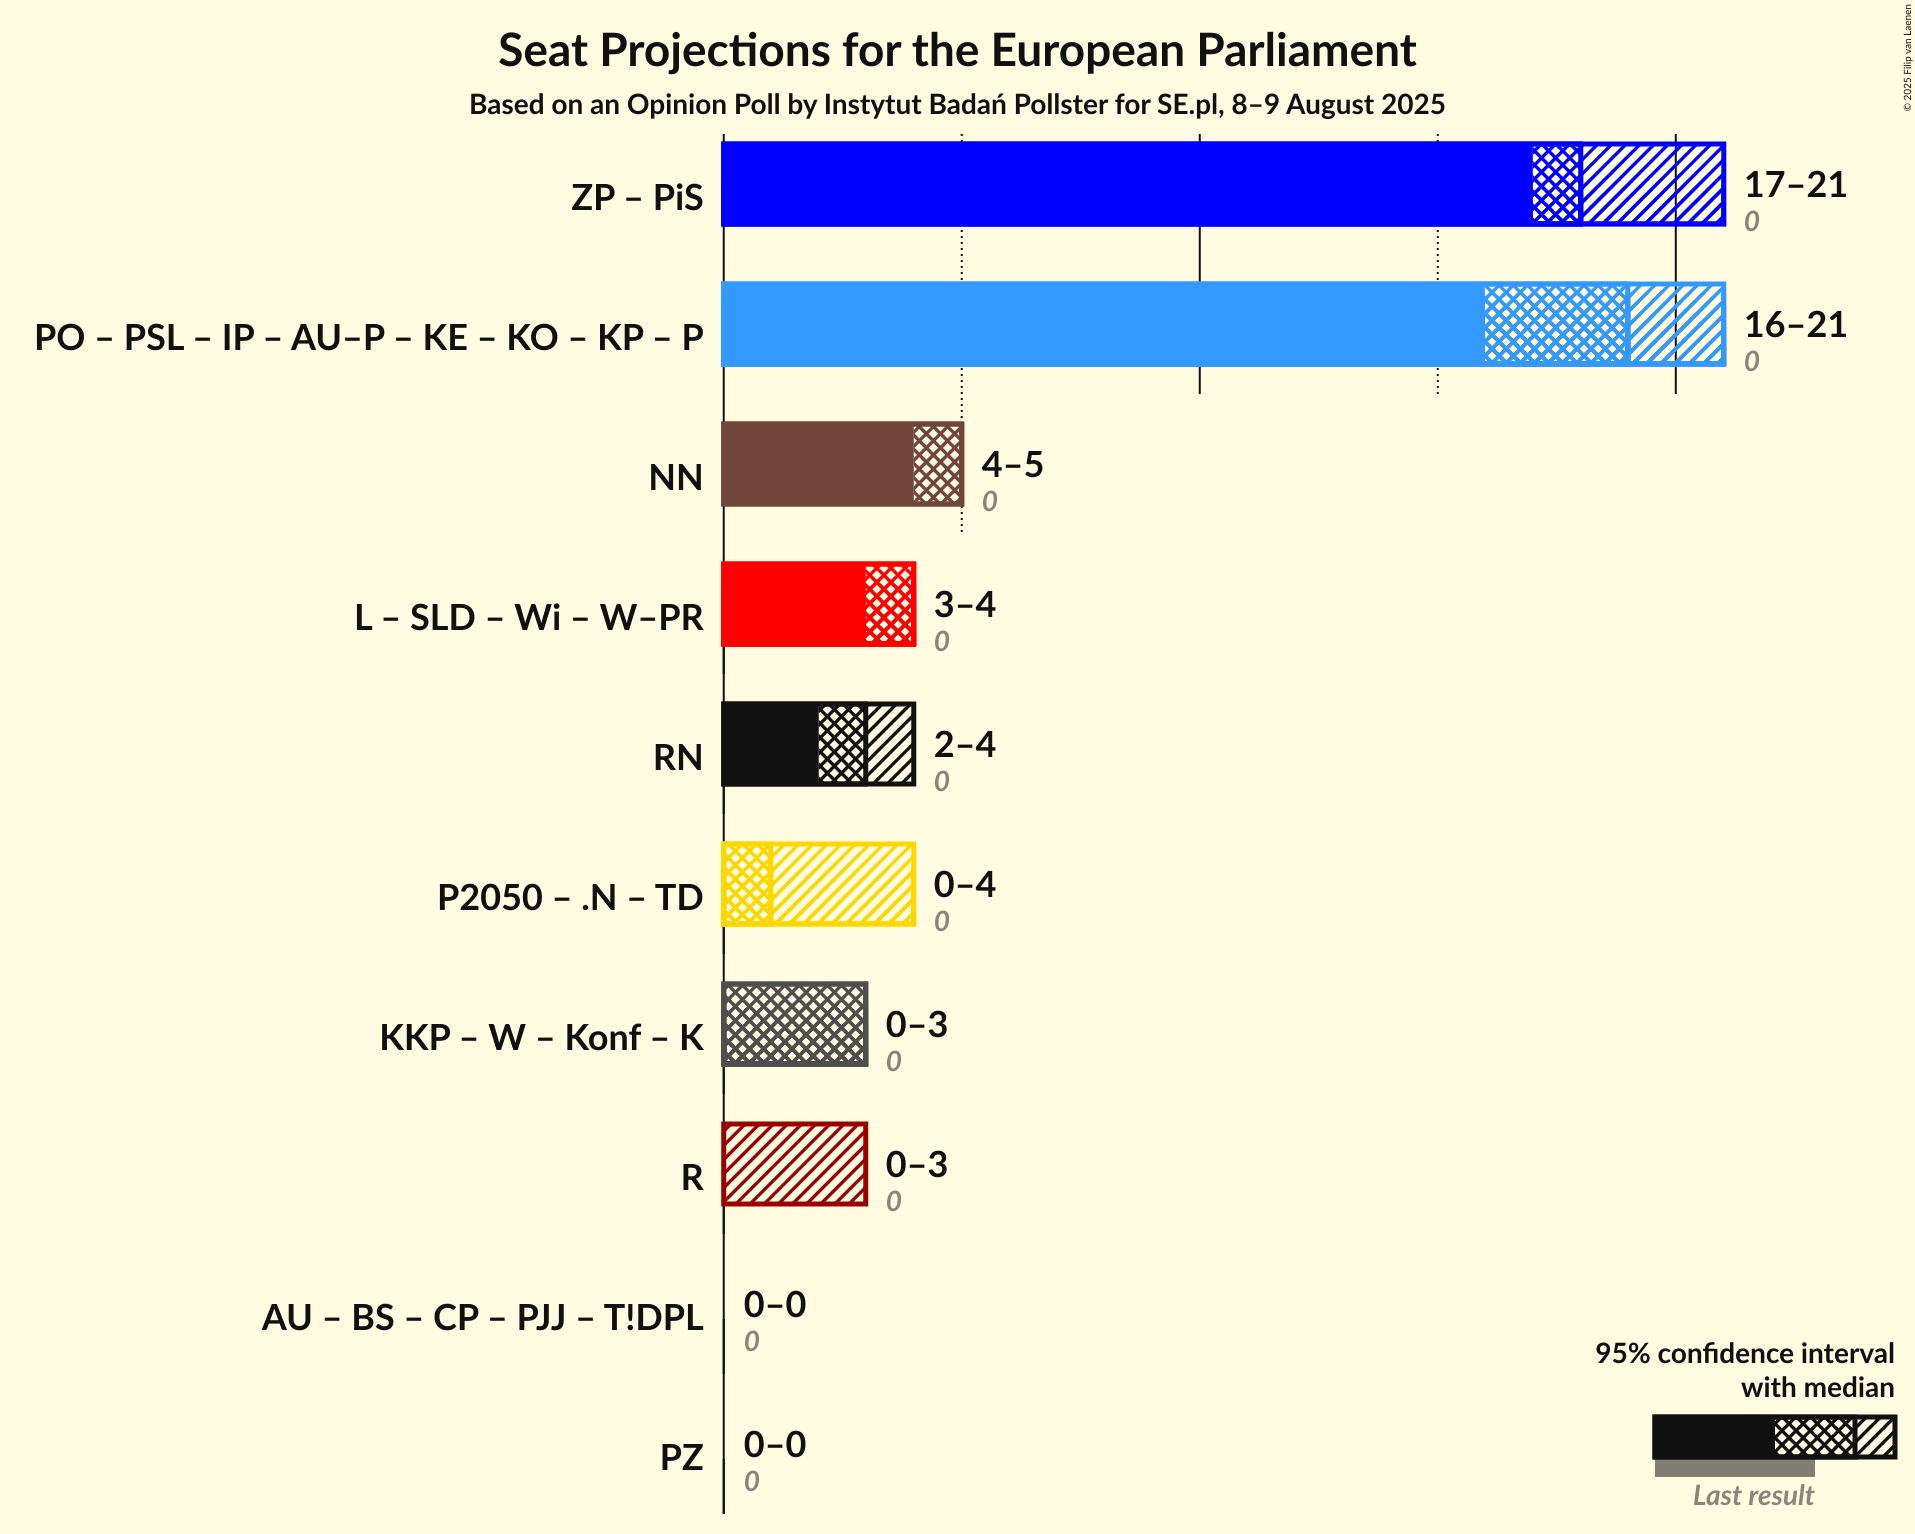 Seat Projections for the European Parliament
Based on an Opinion Poll by Instytut Badań Pollster for SE.pl, 8–9 August 2025
© 2025 Filip van Laenen
ZP – PiS
17–21
0
PO – PSL – IP – AU–P – KE – KO – KP – P
16–21
0
NN
4–5
0
L – SLD – Wi – W–PR
3–4
0
RN
2–4
0
P2050 – .N – TD
0–4
0
KKP – W – Konf – K
0–3
0
R
0–3
0
AU – BS – CP – PJJ – T!DPL
0–0
0
PZ
0–0
0
95% confidence interval
with median
Last result